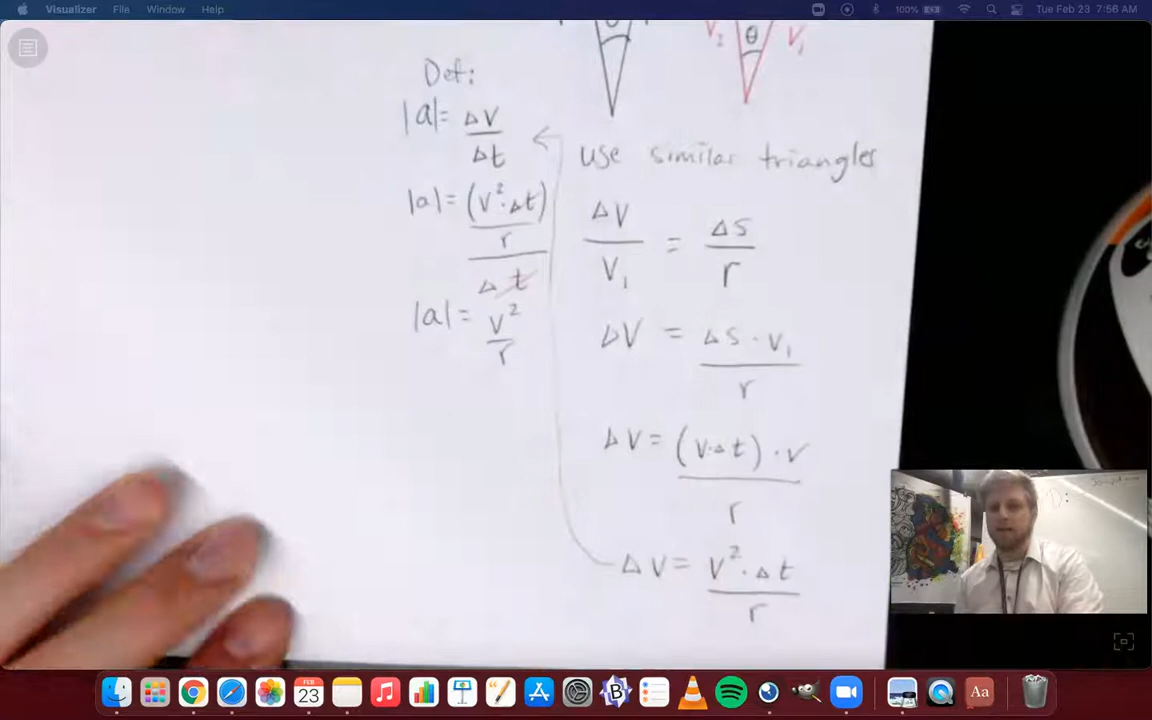 Visualizer File Window Help
100% Tue Feb 23 7:56 AM
θ
V₂ θ V₁
Def:
|a| = ΔV / Δt
|a| = (V²·Δt) / r / Δt
|a| = V² / r
use similar triangles
ΔV / V₁ = Δs / r
ΔV = Δs · V₁ / r
ΔV = (V·Δt) · V / r
ΔV = V² · Δt / r
FEB
23
Aa